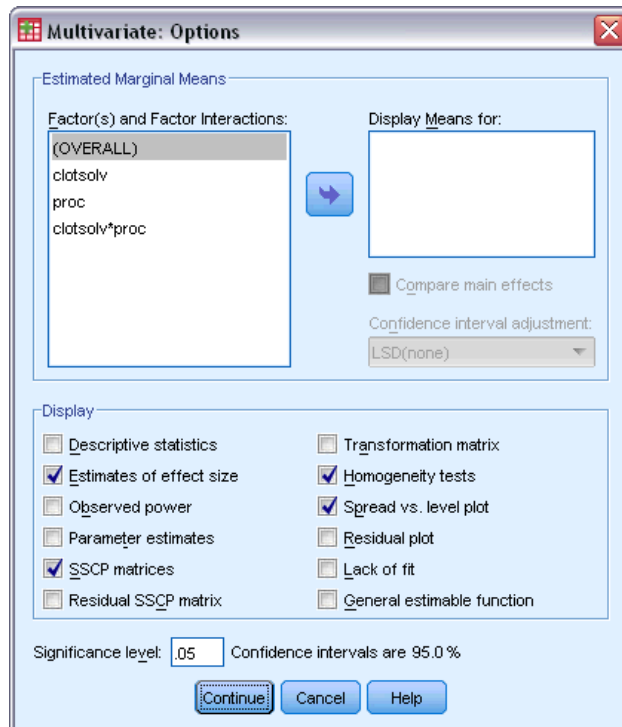 Multivariate: Options
Estimated Marginal Means
Factor(s) and Factor Interactions:
(OVERALL)
clotsolv
proc
clotsolv*proc
Display Means for:
Compare main effects
Confidence interval adjustment:
LSD(none)
Display
Descriptive statistics
Estimates of effect size
Observed power
Parameter estimates
SSCP matrices
Residual SSCP matrix
Transformation matrix
Homogeneity tests
Spread vs. level plot
Residual plot
Lack of fit
General estimable function
Significance level: .05 Confidence intervals are 95.0 %
Continue Cancel Help